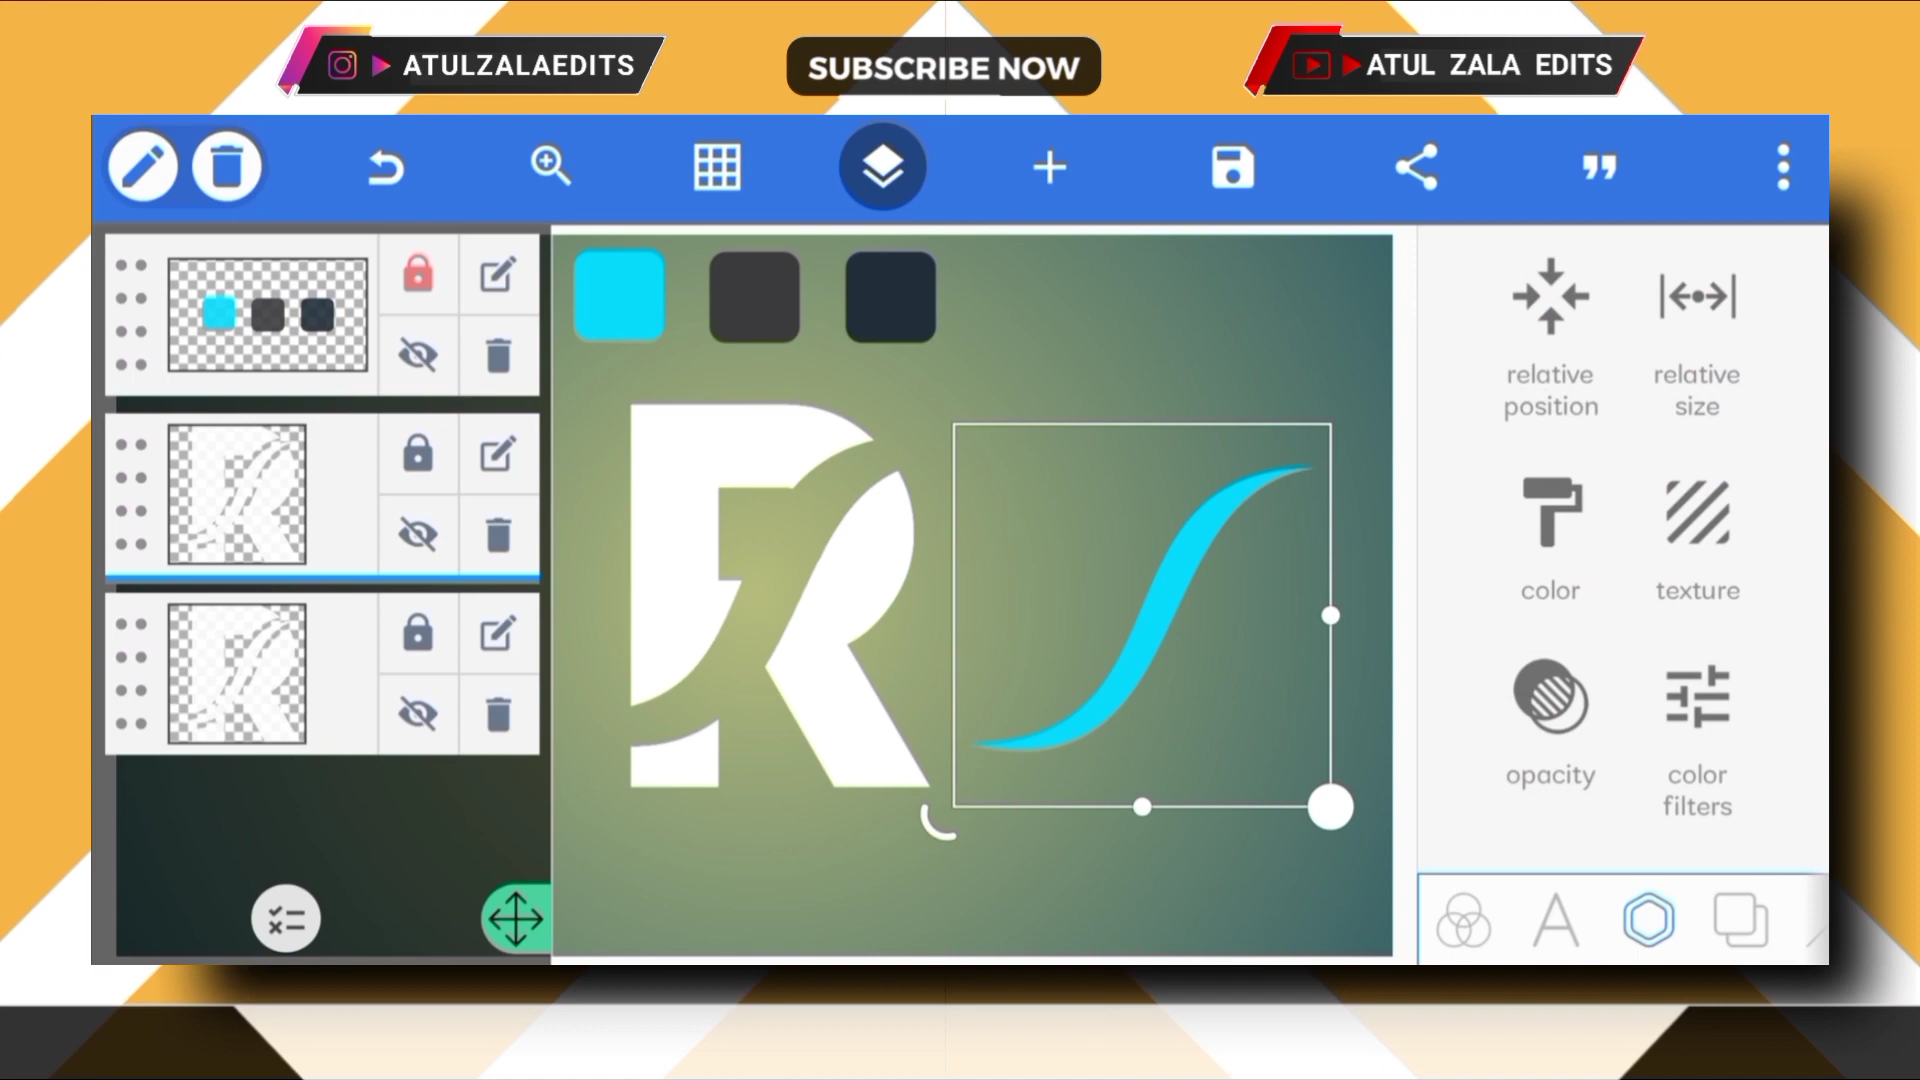 ATULZALAEDITS
SUBSCRIBE NOW
ATUL ZALA EDITS
relative
position
relative
size
color
texture
opacity
color
filters
R